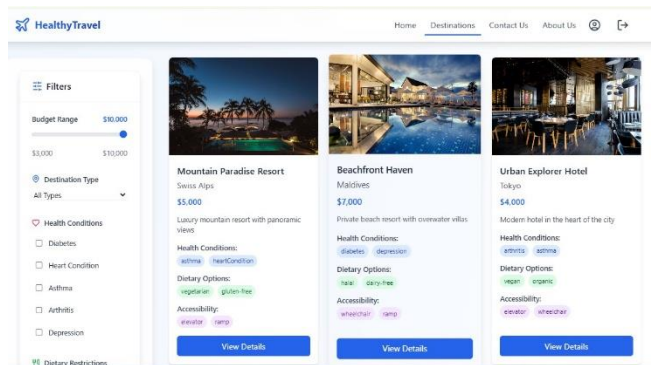 HealthyTravel
Home Destinations Contact Us About Us
Filters
Budget Range $10,000
$3,000 $10,000
Destination Type
All Types
Health Conditions
Diabetes
Heart Condition
Asthma
Arthritis
Depression
Dietary Restrictions
Mountain Paradise Resort
Swiss Alps
$5,000
Luxury mountain resort with panoramic
views
Health Conditions:
asthma heartCondition
Dietary Options:
vegetarian gluten-free
Accessibility:
elevator ramp
View Details
Beachfront Haven
Maldives
$7,000
Private beach resort with overwater villas
Health Conditions:
diabetes depression
Dietary Options:
halal dairy-free
Accessibility:
wheelchair ramp
View Details
Urban Explorer Hotel
Tokyo
$4,000
Modern hotel in the heart of the city
Health Conditions:
arthritis asthma
Dietary Options:
vegan organic
Accessibility:
elevator wheelchair
View Details